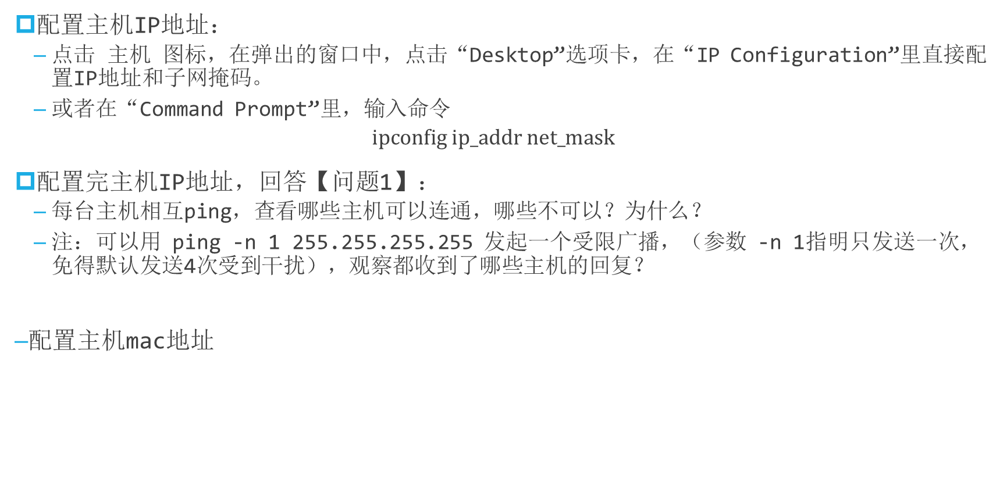 配置主机IP地址：
– 点击 主机 图标，在弹出的窗口中，点击“Desktop”选项卡，在“IP Configuration”里直接配
置IP地址和子网掩码。
– 或者在“Command Prompt”里，输入命令
ipconfig ip_addr net_mask
配置完主机IP地址，回答【问题1】：
– 每台主机相互ping，查看哪些主机可以连通，哪些不可以？为什么？
– 注：可以用 ping -n 1 255.255.255.255 发起一个受限广播，（参数 -n 1指明只发送一次，
免得默认发送4次受到干扰），观察都收到了哪些主机的回复？
–配置主机mac地址